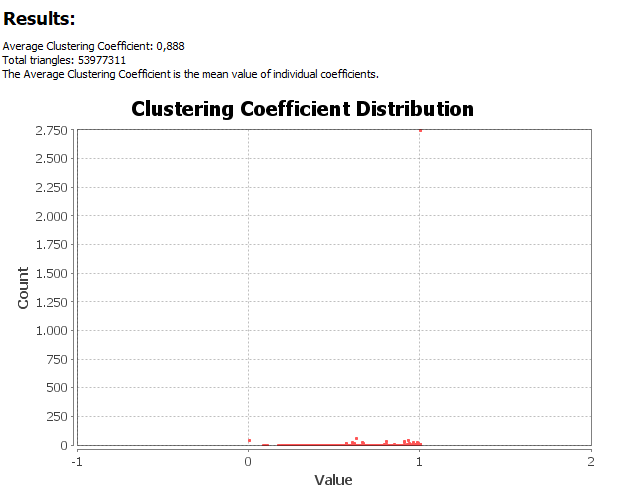 Results:
Average Clustering Coefficient: 0,888
Total triangles: 53977311
The Average Clustering Coefficient is the mean value of individual coefficients.
Clustering Coefficient Distribution
2.750
2.500
2.250
2.000
1.750
1.500
1.250
1.000
750
500
250
0
Count
-1
0
1
2
Value